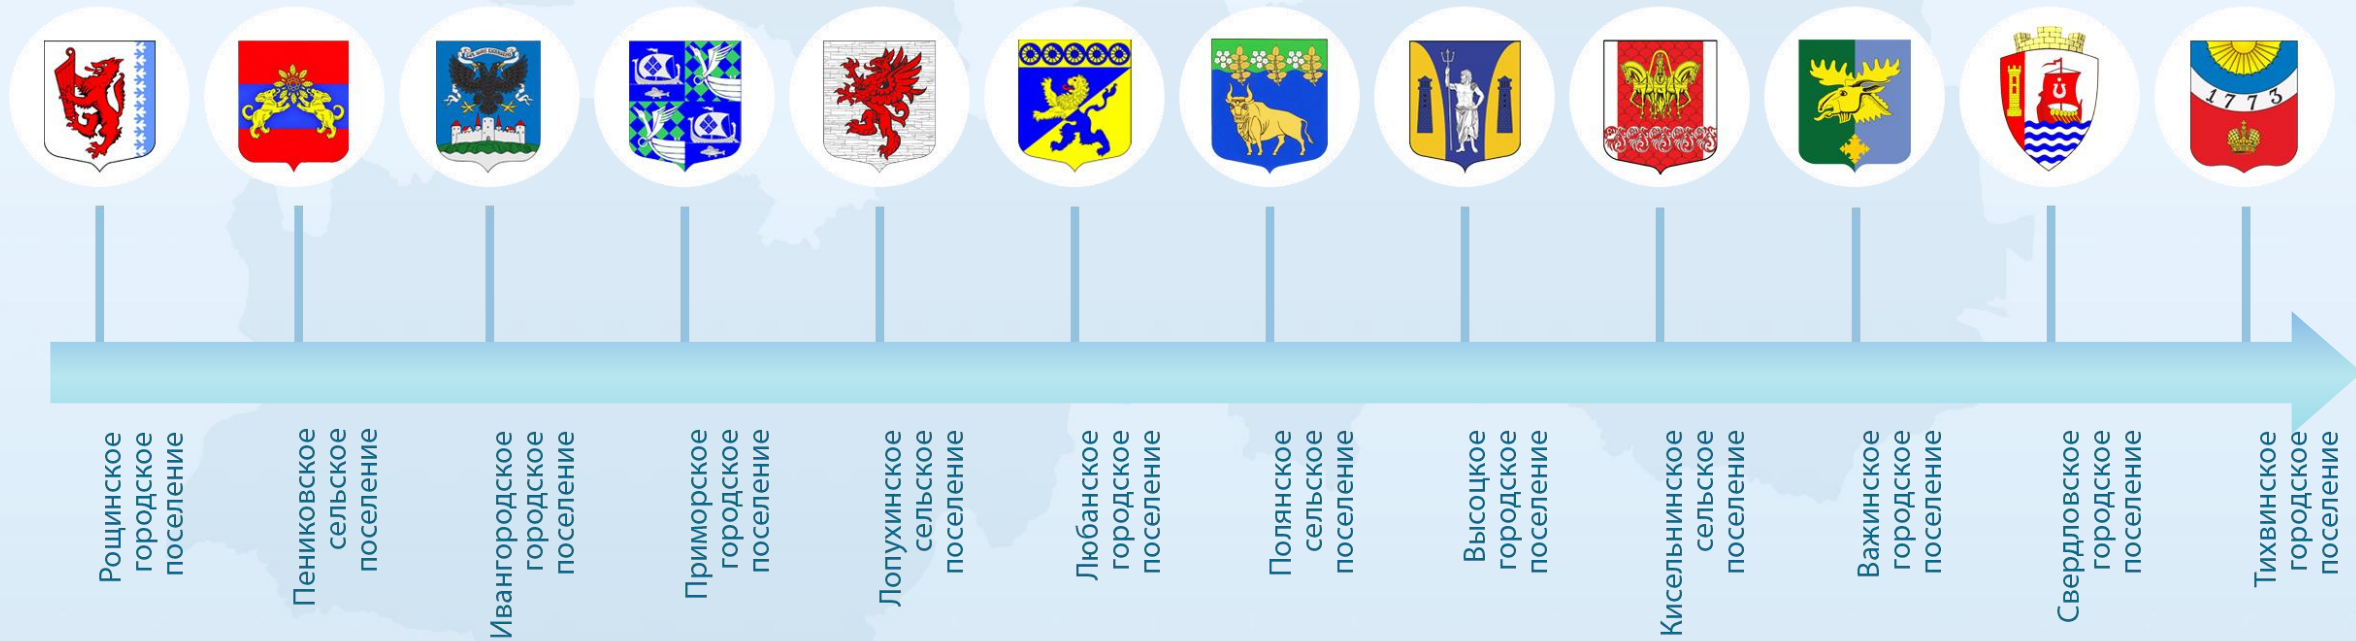 1773
Рощинское
городское
поселение
Пениковское
сельское
поселение
Ивангородское
городское
поселение
Приморское
городское
поселение
Лопухинское
сельское
поселение
Любанское
городское
поселение
Полянское
сельское
поселение
Высоцкое
городское
поселение
Кисельнинское
сельское
поселение
Важинское
городское
поселение
Свердловское
городское
поселение
Тихвинское
городское
поселение